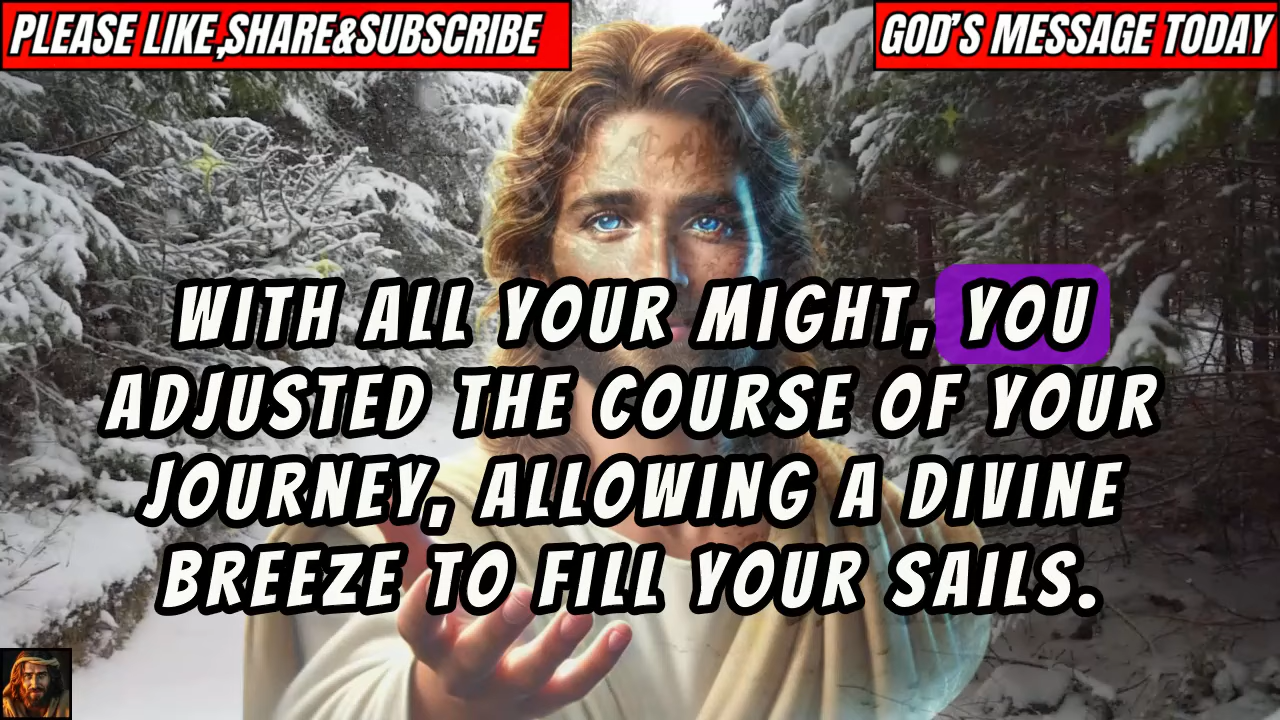 PLEASE LIKE,SHARE&SUBSCRIBE
GOD'S MESSAGE TODAY
WITH ALL YOUR MIGHT, YOU
ADJUSTED THE COURSE OF YOUR
JOURNEY, ALLOWING A DIVINE
BREEZE TO FILL YOUR SAILS.